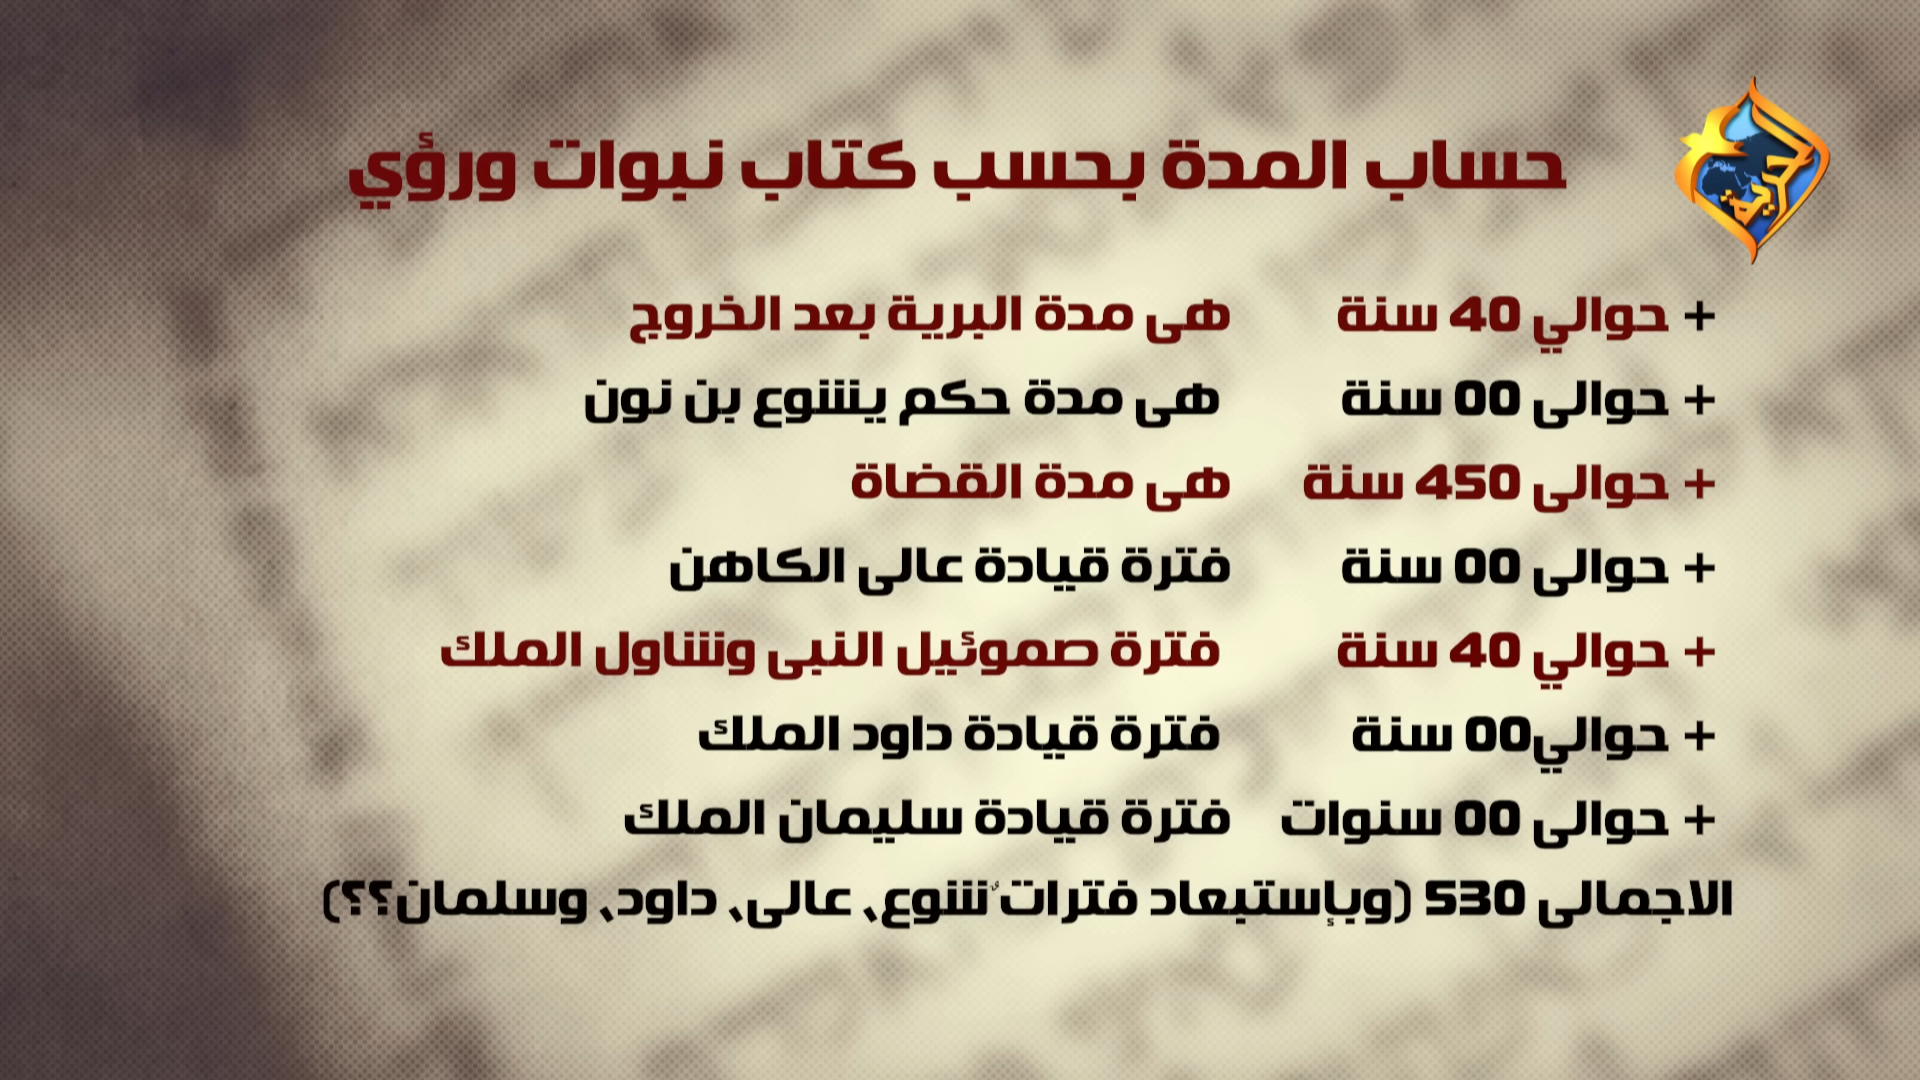 حساب المدة بحسب كتاب نبوات ورؤي
الحرية
+ حوالي 40 سنة هى مدة البرية بعد الخروج
+ حوالى 00 سنة هى مدة حكم يشوع بن نون
+ حوالى 450 سنة هى مدة القضاة
+ حوالى 00 سنة فترة قيادة عالى الكاهن
+ حوالي 40 سنة فترة صموئيل النبى وشاول الملك
+ حوالي00 سنة فترة قيادة داود الملك
+ حوالى 00 سنوات فترة قيادة سليمان الملك
الاجمالى 530 (وبإستبعاد فترات ُشوع، عالى، داود، وسلمان؟؟)